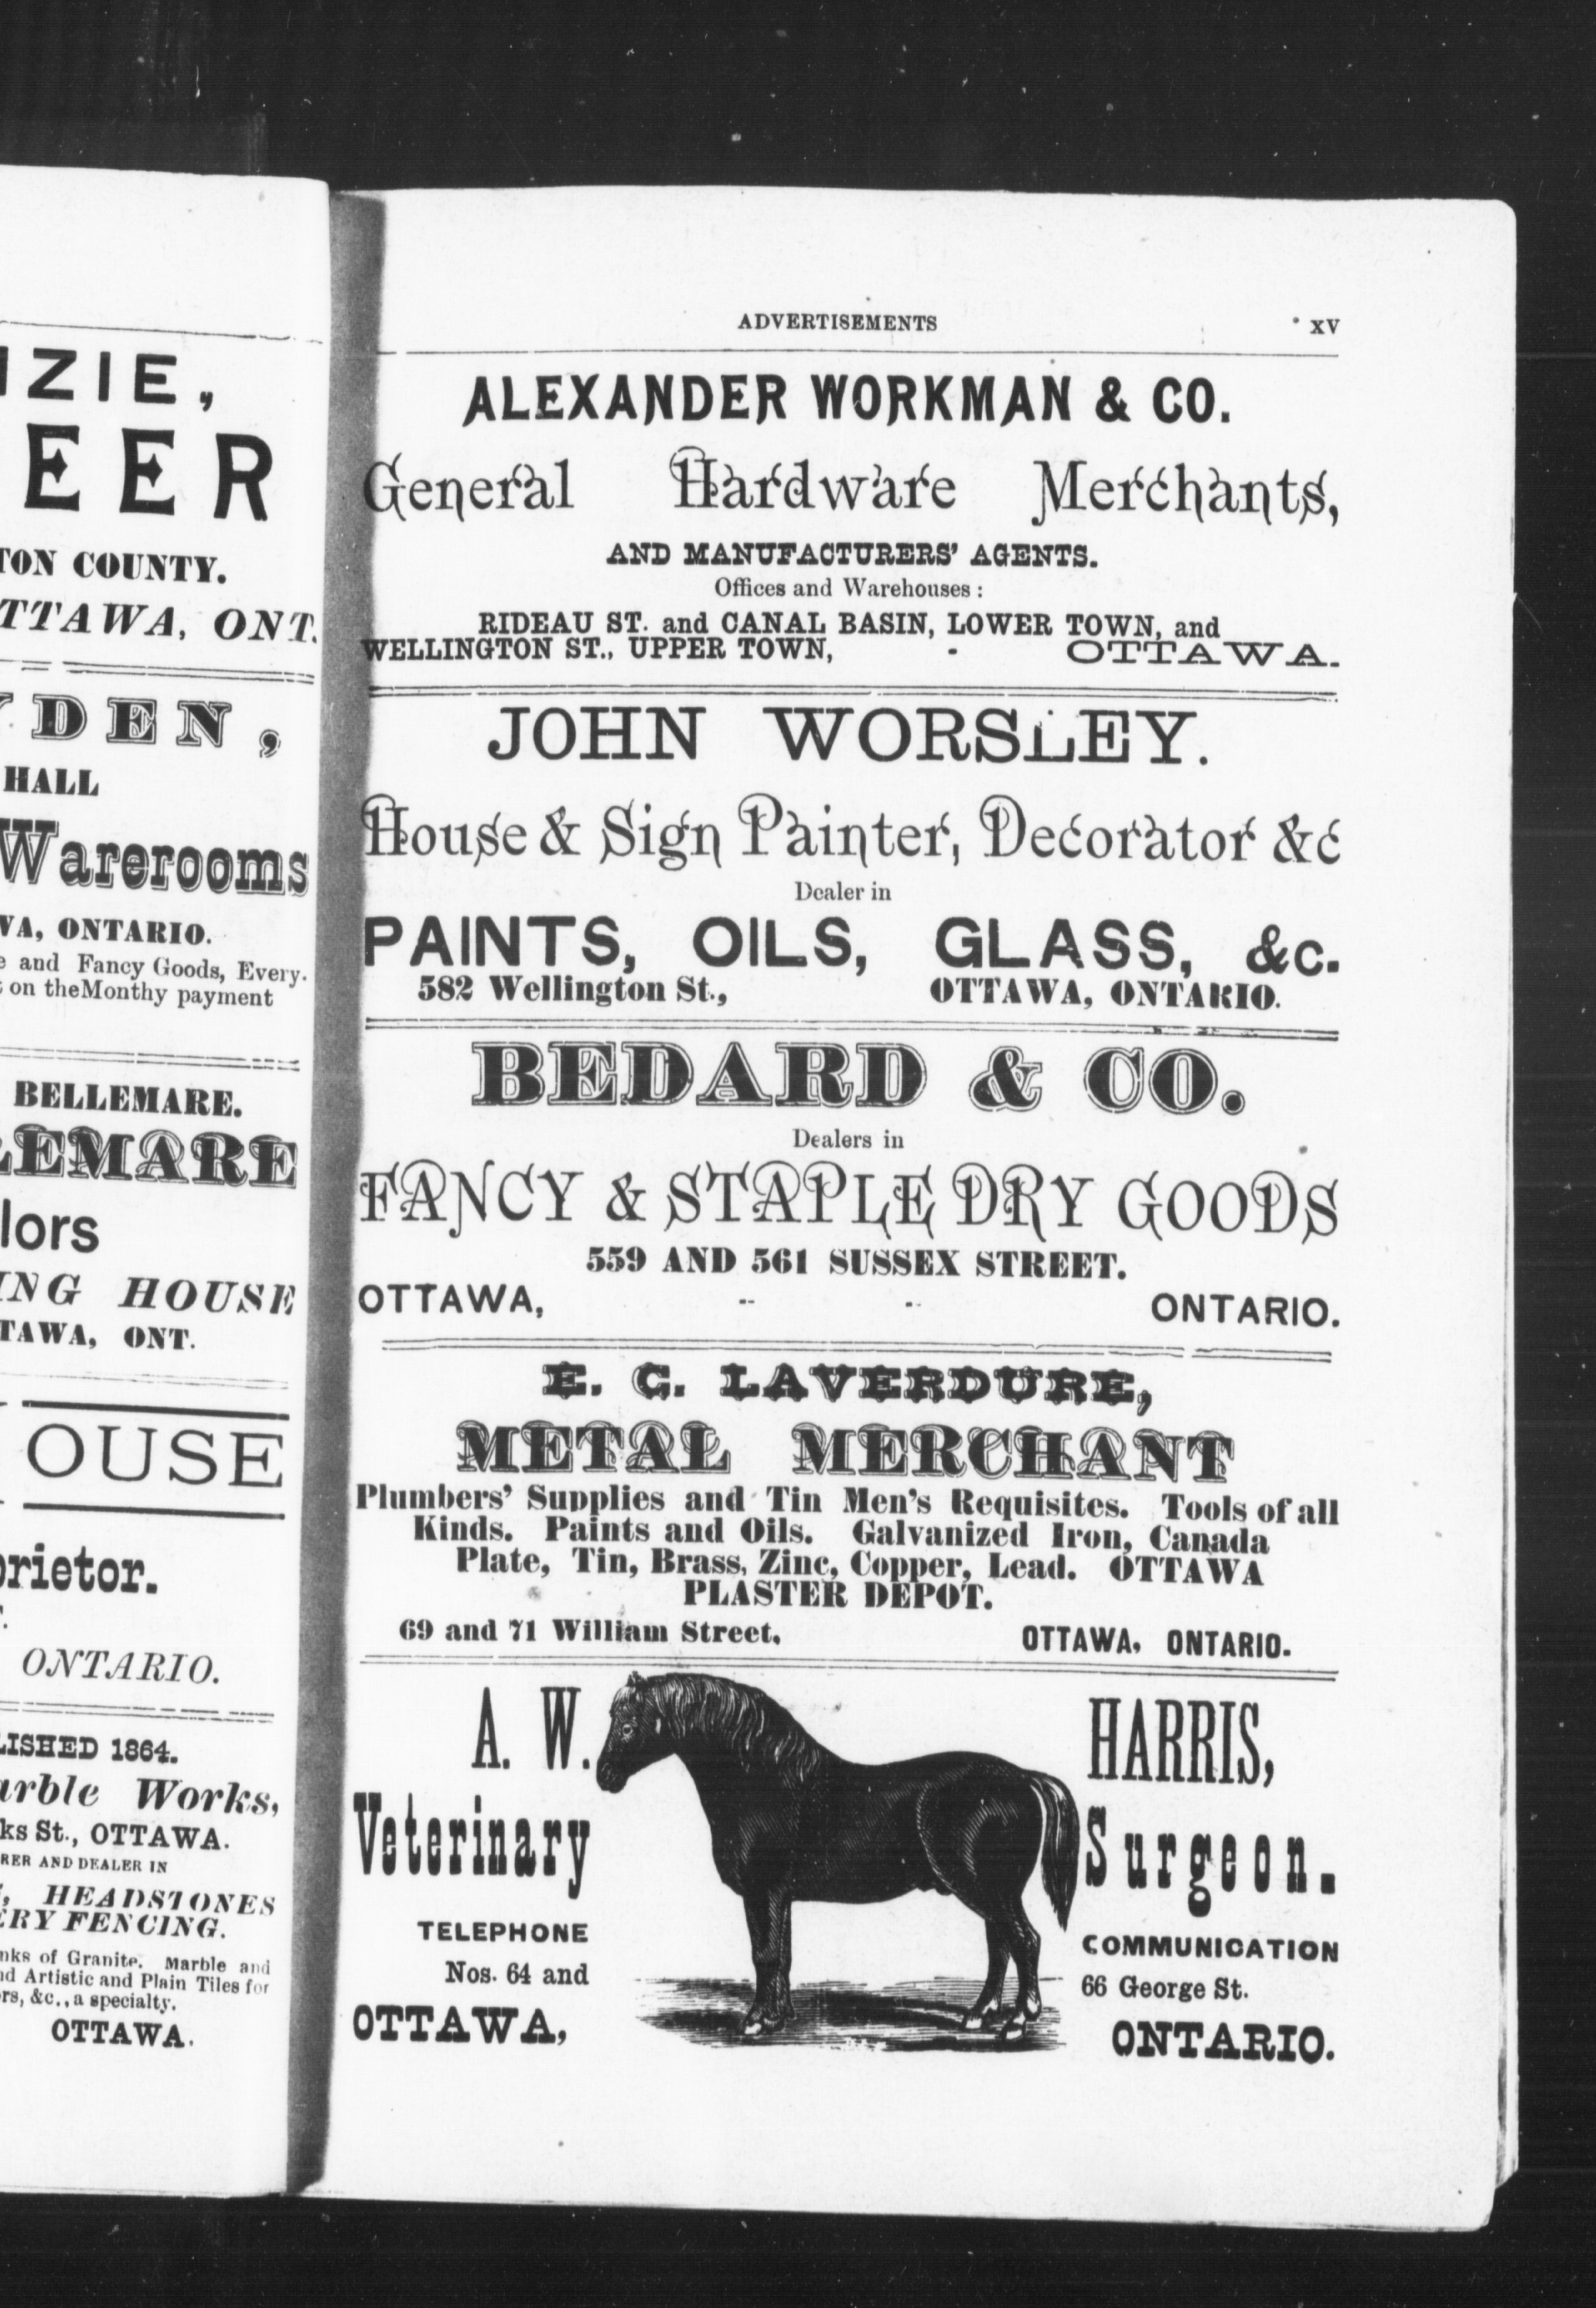 IZIE,
EER
TON COUNTY.
TTAWA, ONT.
DEN,
HALL
Warerooms
VA, ONTARIO.
and Fancy Goods, Every.
on theMonthy payment
BELLEMARE.
LEMARE
lors
ING HOUSE
TAWA, ONT.
OUSE
prietor.
ONTARIO.
LISHED 1864.
arble Works,
ks St., OTTAWA.
RER AND DEALER IN
HEADSTONES
ERY FENCING.
nks of Granite. Marble and
nd Artistic and Plain Tiles for
rs, &c., a specialty.
OTTAWA.
ADVERTISEMENTS xv
ALEXANDER WORKMAN & CO.
General Hardware Merchants,
AND MANUFACTURERS' AGENTS.
Offices and Warehouses:
RIDEAU ST. and CANAL BASIN, LOWER TOWN, and
WELLINGTON ST., UPPER TOWN, - OTTAWA.
JOHN WORSLEY.
House & Sign Painter, Decorator &c
Dealer in
PAINTS, OILS, GLASS, &c.
582 Wellington St., OTTAWA, ONTARIO.
BEDARD & CO.
Dealers in
FANCY & STAPLE DRY GOODS
559 AND 561 SUSSEX STREET.
OTTAWA, - - ONTARIO.
E. G. LAVERDURE,
METAL MERCHANT
Plumbers' Supplies and Tin Men's Requisites. Tools of all
Kinds. Paints and Oils. Galvanized Iron, Canada
Plate, Tin, Brass, Zinc, Copper, Lead. OTTAWA
PLASTER DEPOT.
69 and 71 William Street, OTTAWA, ONTARIO.
A. W. HARRIS,
Veterinary Surgeon.
TELEPHONE COMMUNICATION
Nos. 64 and 66 George St.
OTTAWA, ONTARIO.